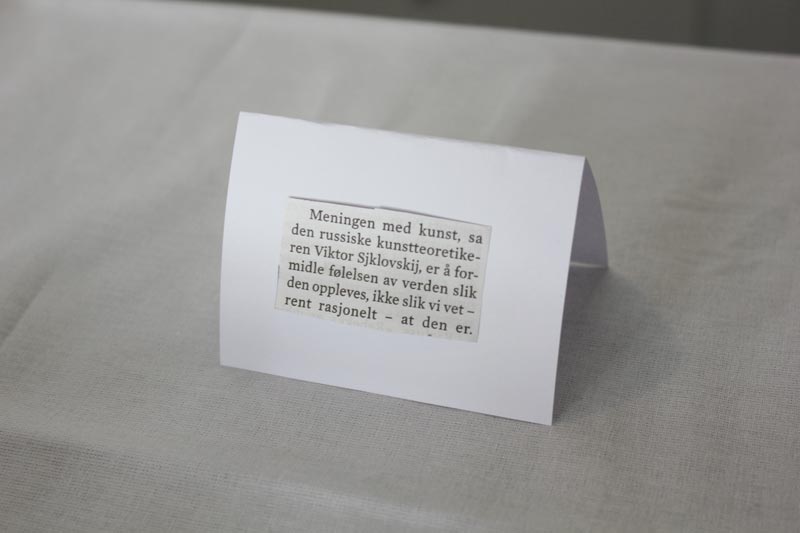 Meningen med kunst, sa
den russiske kunstteoretike-
ren Viktor Sjklovskij, er å for-
midle følelsen av verden slik
den oppleves, ikke slik vi vet –
rent rasjonelt – at den er.